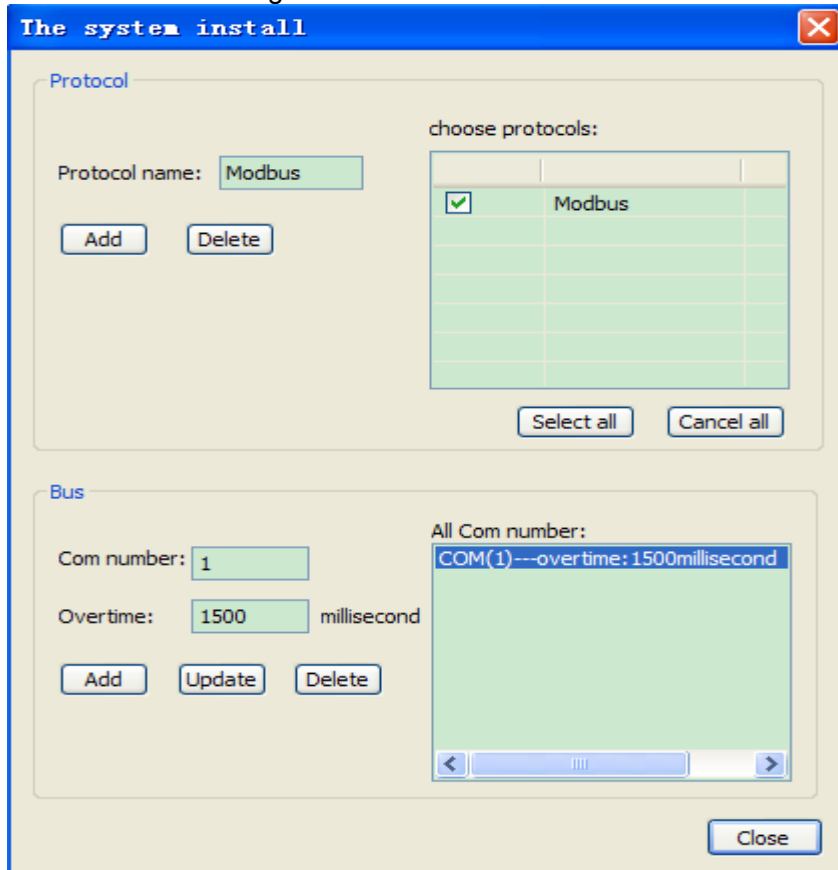 The system install
Protocol
choose protocols:
Protocol name: Modbus
Modbus
Add Delete
Select all Cancel all
Bus
All Com number:
Com number: 1
COM(1)---overtime:1500millisecond
Overtime: 1500 millisecond
Add Update Delete
Close